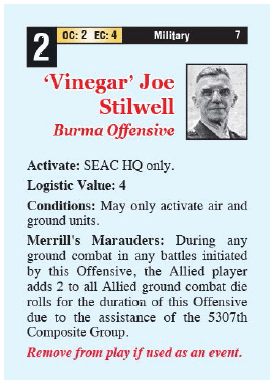 2
OC: 2 EC: 4 Military 7
‘Vinegar’ Joe
Stilwell
Burma Offensive
Activate: SEAC HQ only.
Logistic Value: 4
Conditions: May only activate air and
ground units.
Merrill's Marauders: During any
ground combat in any battles initiated
by this Offensive, the Allied player
adds 2 to all Allied ground combat die
rolls for the duration of this Offensive
due to the assistance of the 5307th
Composite Group.
Remove from play if used as an event.